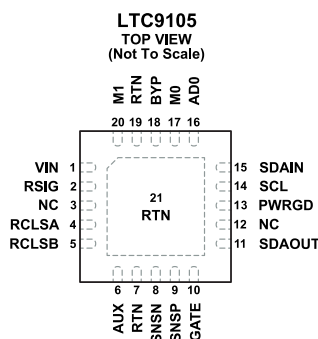 LTC9105
TOP VIEW
(Not To Scale)
M1 RTN BYP M0 AD0
20 19 18 17 16
VIN 1
RSIG 2
NC 3
RCLSA 4
RCLSB 5
21
RTN
15 SDAIN
14 SCL
13 PWRGD
12 NC
11 SDAOUT
6 7 8 9 10
AUX RTN SNSN SNSP GATE